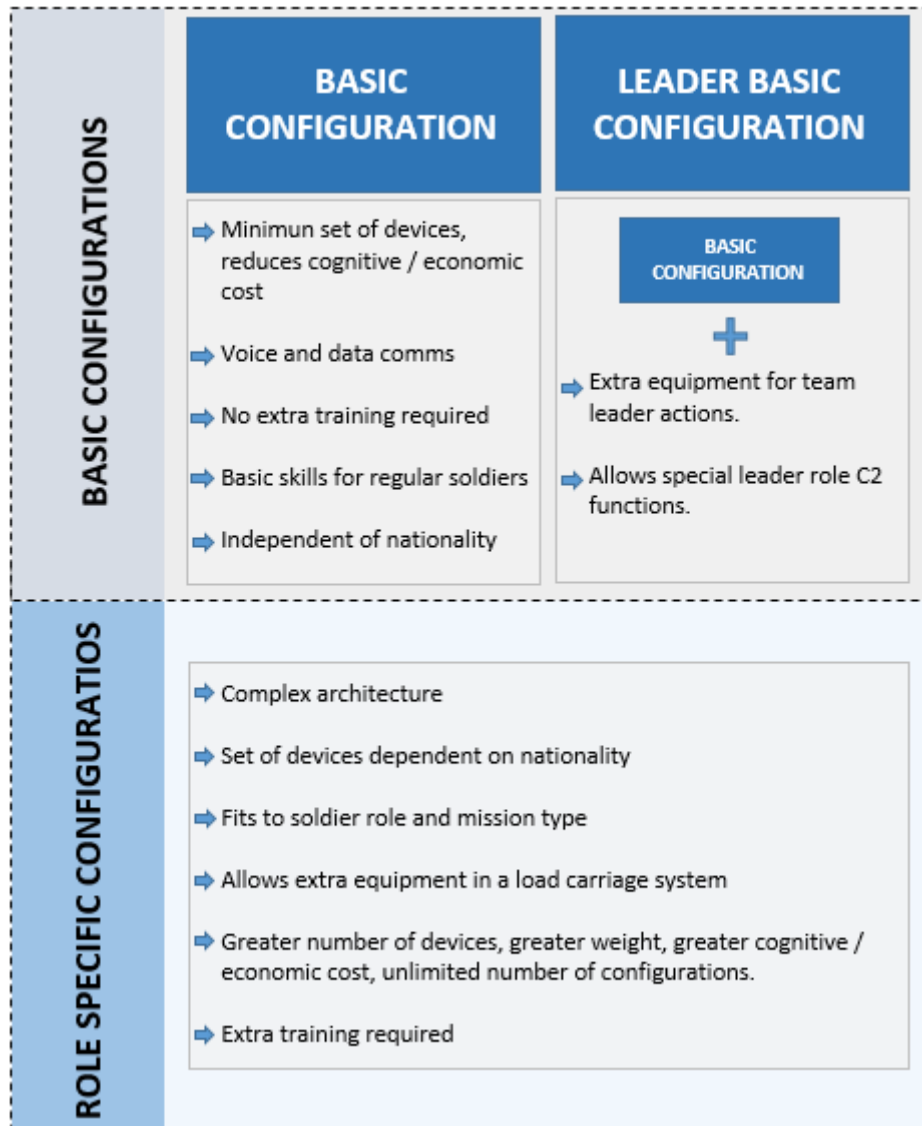 BASIC CONFIGURATIONS
BASIC
CONFIGURATION
Minimun set of devices,
reduces cognitive / economic
cost
Voice and data comms
No extra training required
Basic skills for regular soldiers
Independent of nationality
LEADER BASIC
CONFIGURATION
BASIC
CONFIGURATION
Extra equipment for team
leader actions.
Allows special leader role C2
functions.
ROLE SPECIFIC CONFIGURATIOS
Complex architecture
Set of devices dependent on nationality
Fits to soldier role and mission type
Allows extra equipment in a load carriage system
Greater number of devices, greater weight, greater cognitive /
economic cost, unlimited number of configurations.
Extra training required